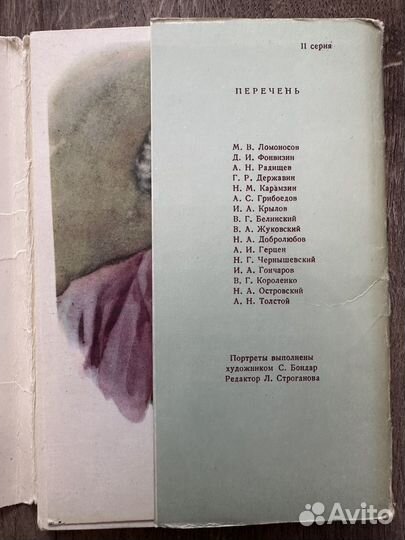 II серия
ПЕРЕЧЕНЬ
М. В. Ломоносов
Д. И. Фонвизин
А. Н. Радищев
Г. Р. Державин
Н. М. Карамзин
А. С. Грибоедов
И. А. Крылов
В. Г. Белинский
В. А. Жуковский
Н. А. Добролюбов
А. И. Герцен
Н. Г. Чернышевский
И. А. Гончаров
В. Г. Короленко
Н. А. Островский
А. Н. Толстой
Портреты выполнены
художником С. Бондар
Редактор Л. Строганова
Avito